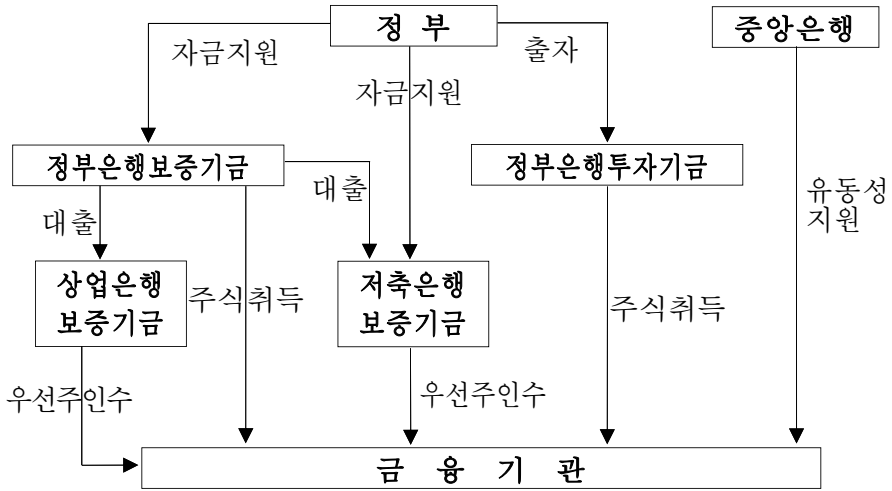 정 부
중앙은행
자금지원
출자
자금지원
정부은행보증기금
정부은행투자기금
대출
대출
유동성
지원
상업은행
보증기금
주식취득
저축은행
보증기금
주식취득
우선주인수
우선주인수
금 융 기 관